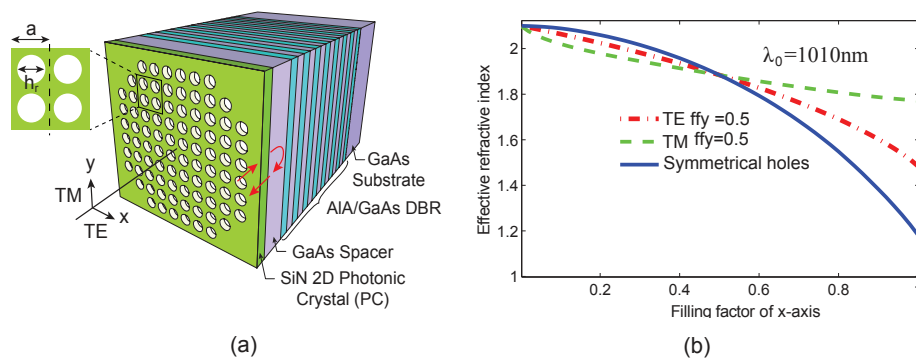 a
h_r
y
TM
x
TE
GaAs
Substrate
AlA/GaAs DBR
GaAs Spacer
SiN 2D Photonic
Crystal (PC)
(a)
Effective refractive index
2
1.8
1.6
1.4
1.2
1
λ₀=1010nm
TE ffy =0.5
TM ffy=0.5
Symmetrical holes
0.2
0.4
0.6
0.8
Filling factor of x-axis
(b)